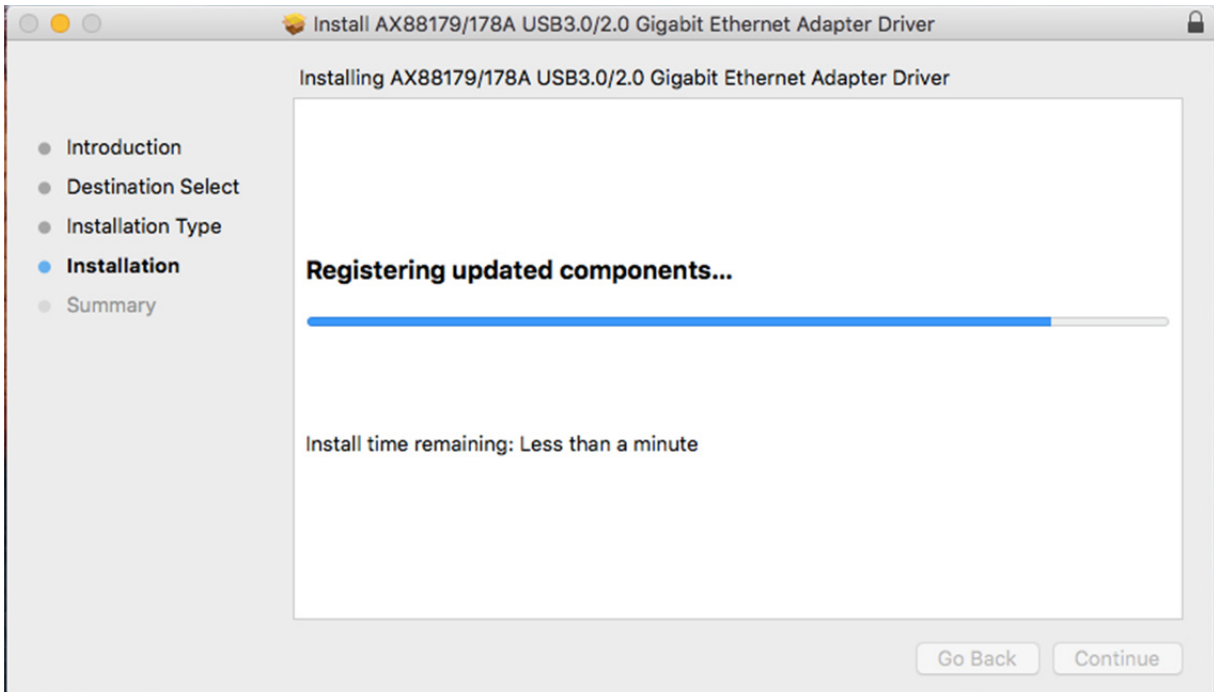 Install AX88179/178A USB3.0/2.0 Gigabit Ethernet Adapter Driver
Installing AX88179/178A USB3.0/2.0 Gigabit Ethernet Adapter Driver
Introduction
Destination Select
Installation Type
Installation
Summary
Registering updated components...
Install time remaining: Less than a minute
Go Back
Continue